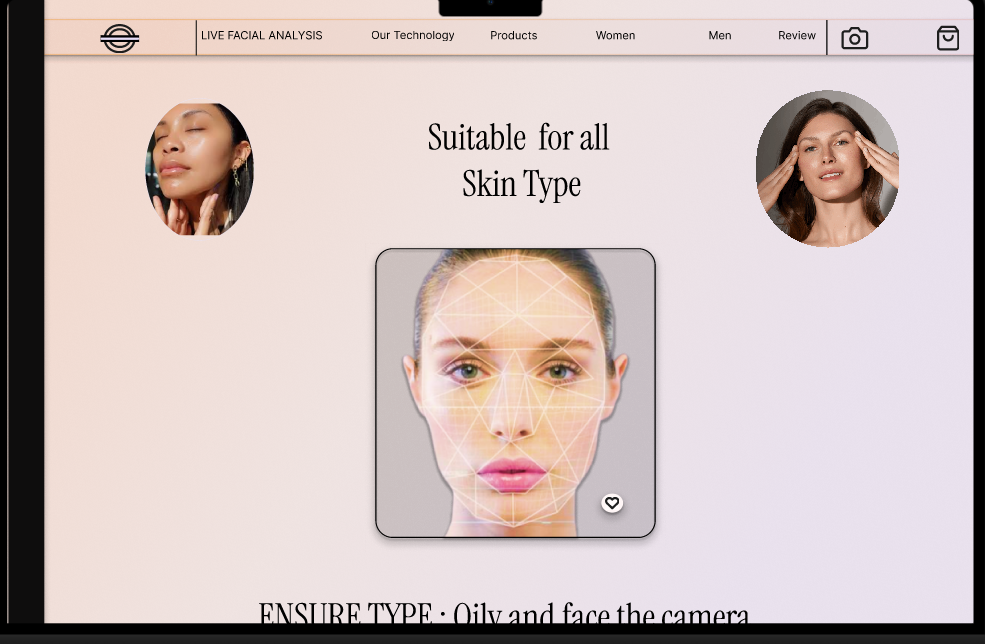 LIVE FACIAL ANALYSIS Our Technology Products Women Men Review
Suitable for all
Skin Type
ENSURE TYPE : Oily and face the camera